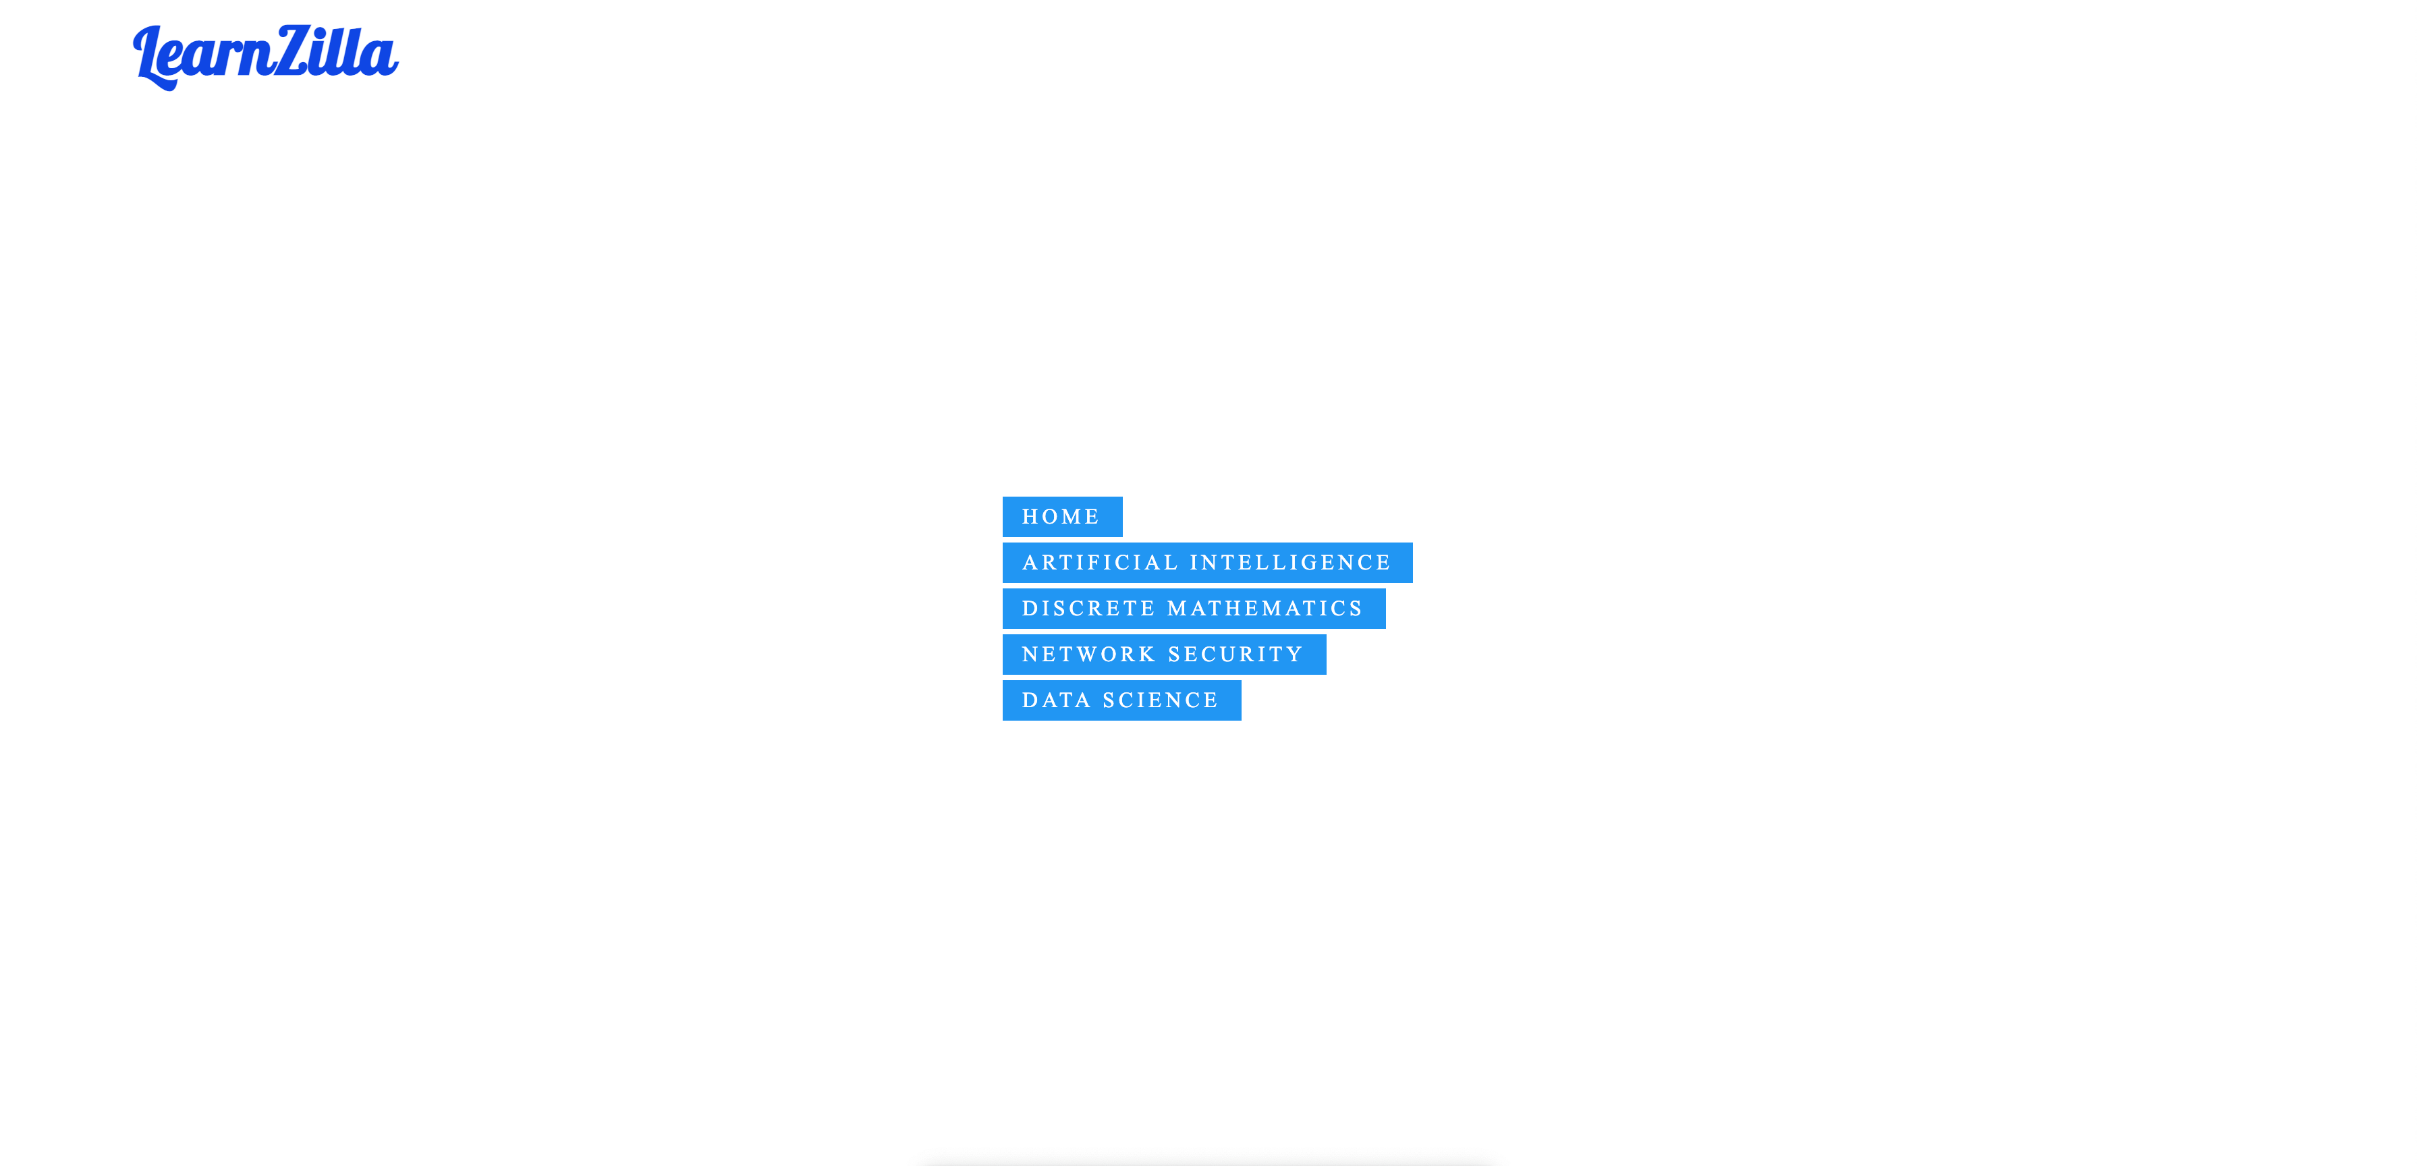 LearnZilla
HOME
ARTIFICIAL INTELLIGENCE
DISCRETE MATHEMATICS
NETWORK SECURITY
DATA SCIENCE